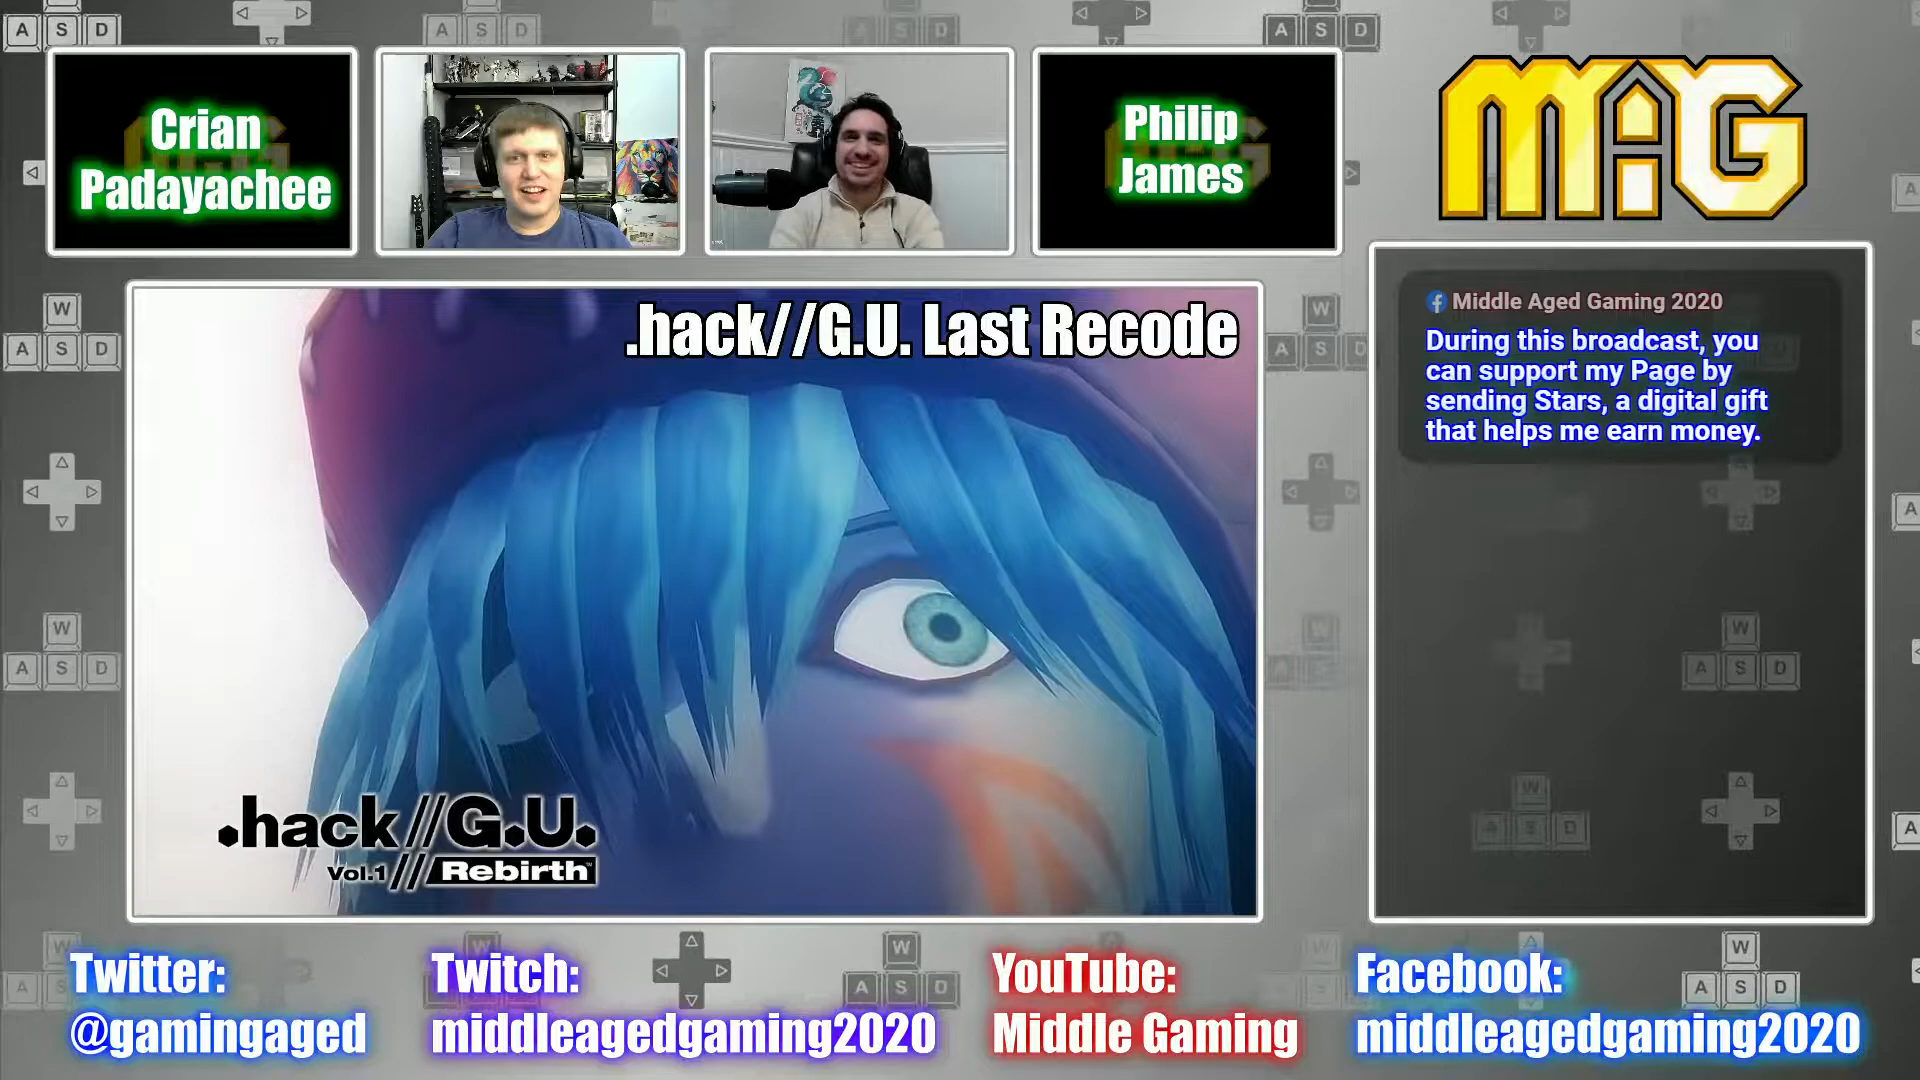 Crian
Padayachee
Philip
James
MAG
.hack//G.U. Last Recode
.hack//G.U.
Vol.1 // Rebirth™
Middle Aged Gaming 2020
During this broadcast, you
can support my Page by
sending Stars, a digital gift
that helps me earn money.
Twitter:
@gamingaged
Twitch:
middleagedgaming2020
YouTube:
Middle Gaming
Facebook:
middleagedgaming2020
W
A S D